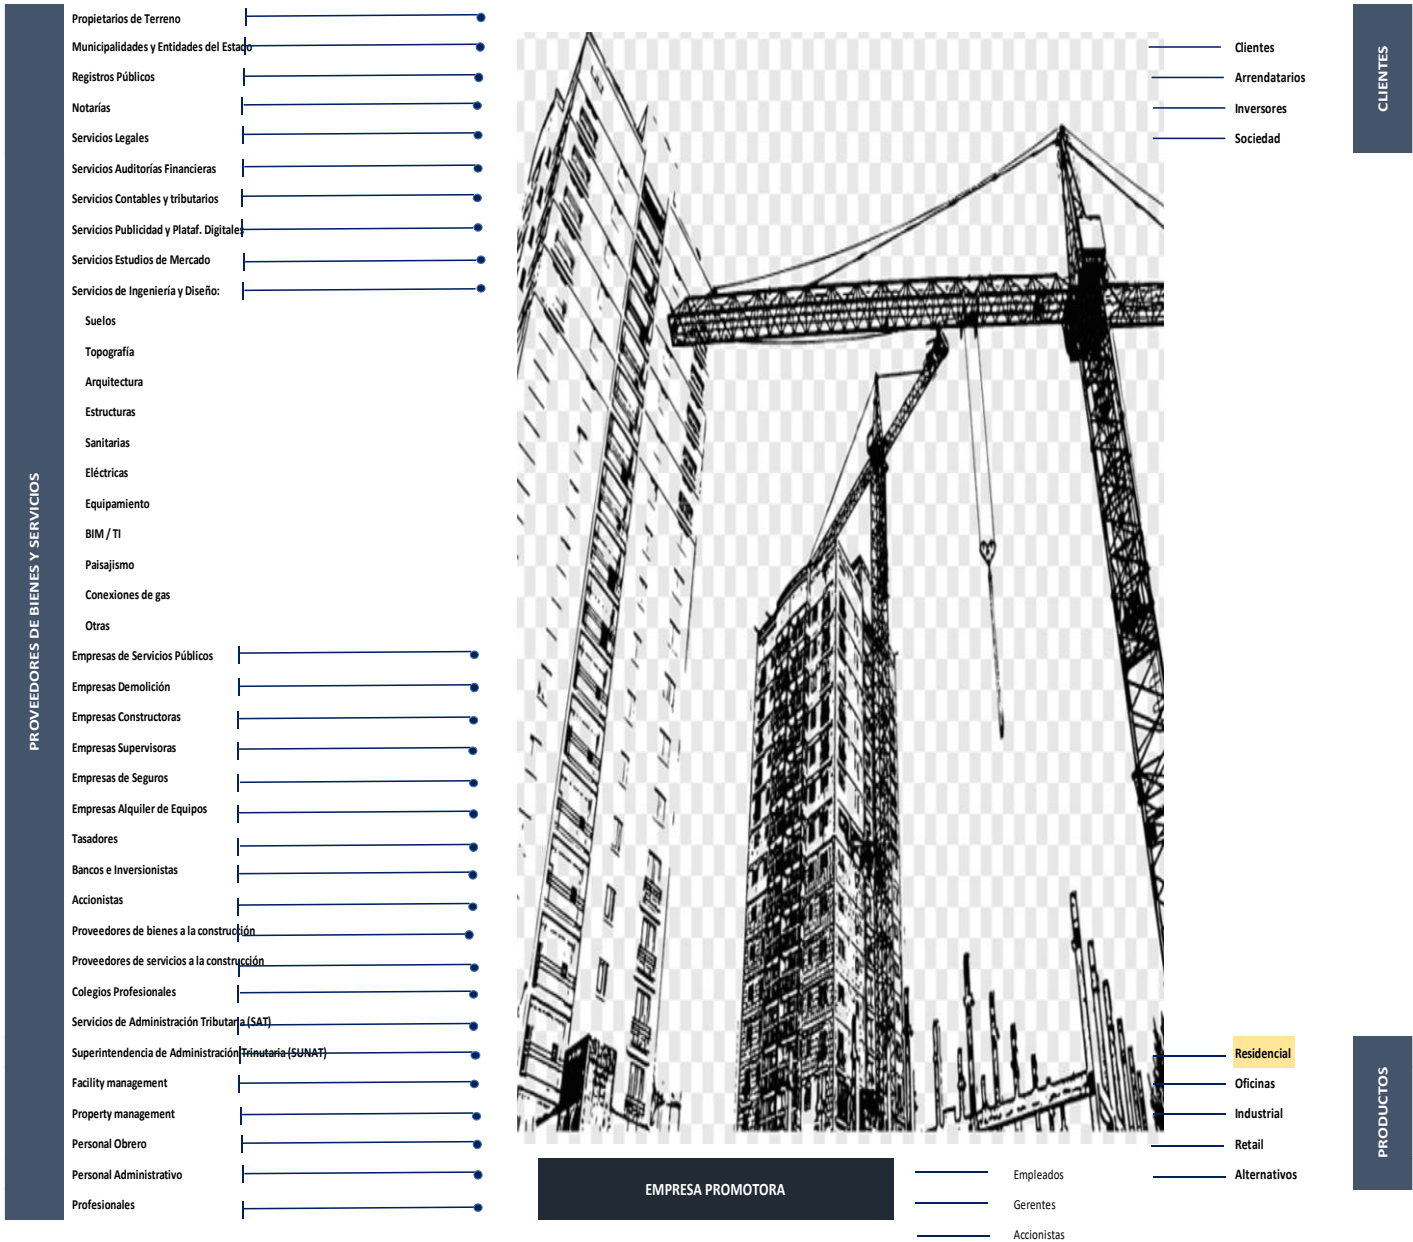 PROVEEDORES DE BIENES Y SERVICIOS
Propietarios de Terreno
Municipalidades y Entidades del Estado
Registros Públicos
Notarías
Servicios Legales
Servicios Auditorías Financieras
Servicios Contables y tributarios
Servicios Publicidad y Plataf. Digitales
Servicios Estudios de Mercado
Servicios de Ingeniería y Diseño:
Suelos
Topografía
Arquitectura
Estructuras
Sanitarias
Eléctricas
Equipamiento
BIM / TI
Paisajismo
Conexiones de gas
Otras
Empresas de Servicios Públicos
Empresas Demolición
Empresas Constructoras
Empresas Supervisoras
Empresas de Seguros
Empresas Alquiler de Equipos
Tasadores
Bancos e Inversionistas
Accionistas
Proveedores de bienes a la construcción
Proveedores de servicios a la construcción
Colegios Profesionales
Servicios de Administración Tributaria (SAT)
Superintendencia de Administración Trinutaria (SUNAT)
Facility management
Property management
Personal Obrero
Personal Administrativo
Profesionales
EMPRESA PROMOTORA
Empleados
Gerentes
Accionistas
Clientes
Arrendatarios
Inversores
Sociedad
CLIENTES
Residencial
Oficinas
Industrial
Retail
Alternativos
PRODUCTOS